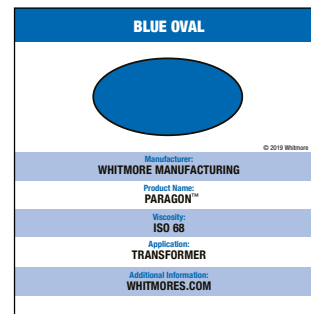 BLUE OVAL
© 2019 Whitmore
Manufacturer:
WHITMORE MANUFACTURING
Product Name:
PARAGON™
Viscosity:
ISO 68
Application:
TRANSFORMER
Additional Information:
WHITMORES.COM